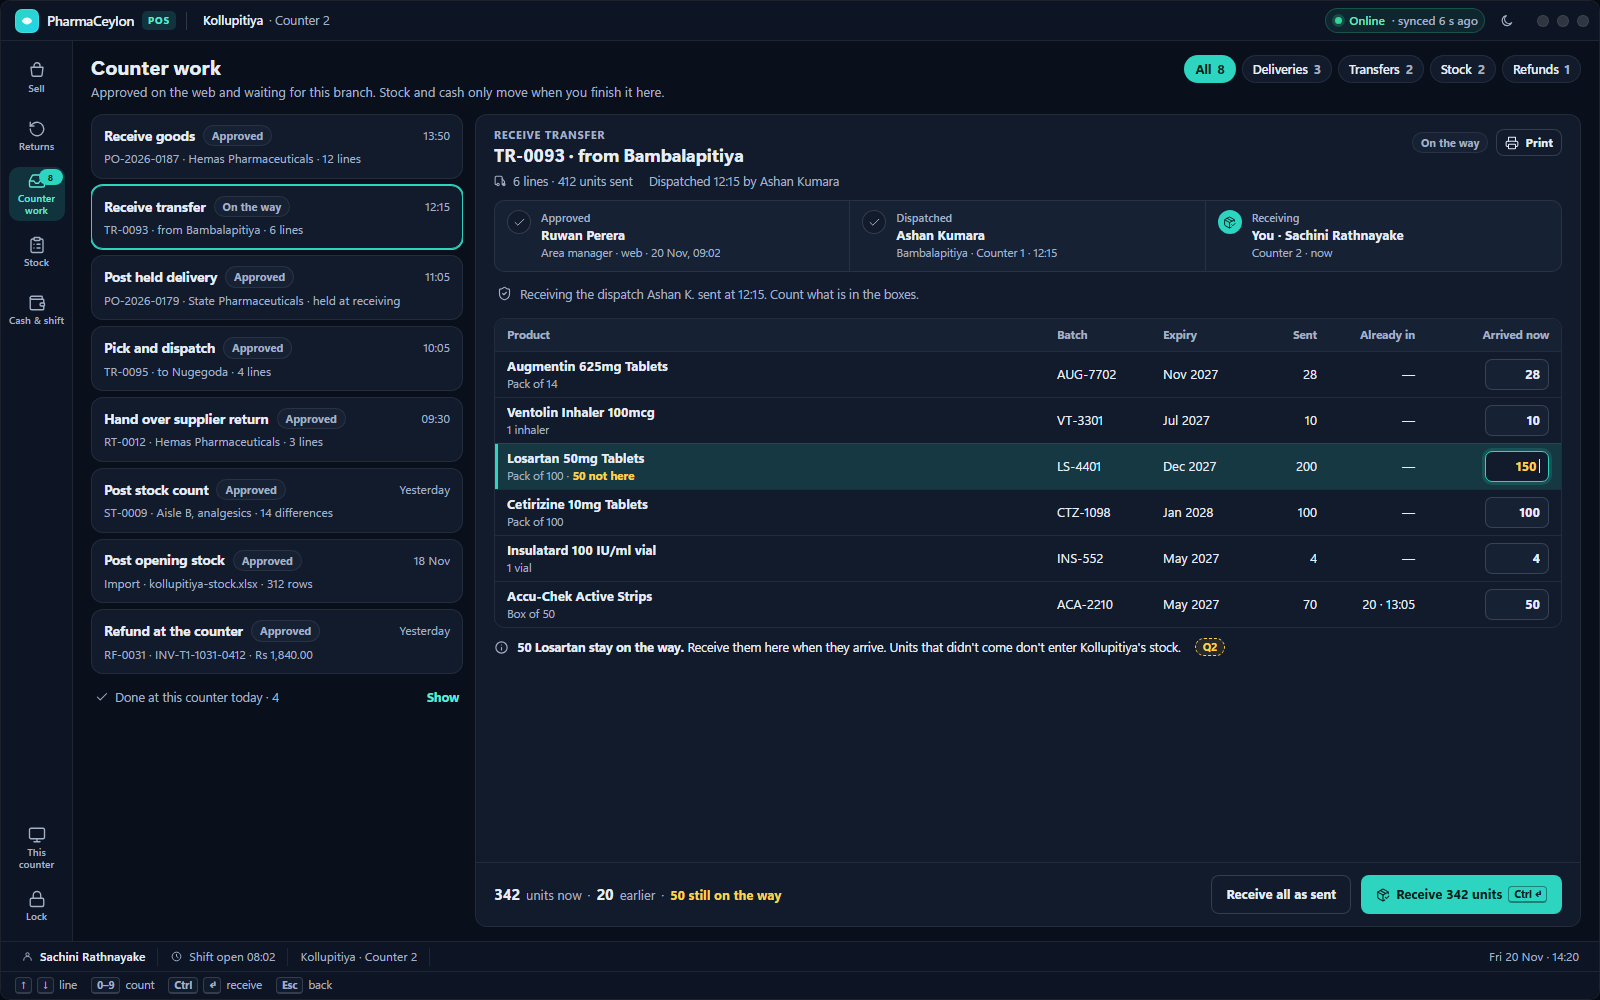 PharmaCeylon POS Kollupitiya · Counter 2
Online · synced 6 s ago
Sell
Returns
8
Counter work
Stock
Cash & shift
This counter
Lock
Counter work
Approved on the web and waiting for this branch. Stock and cash only move when you finish it here.
All 8 Deliveries 3 Transfers 2 Stock 2 Refunds 1
Receive goods Approved 13:50
PO-2026-0187 · Hemas Pharmaceuticals · 12 lines
Receive transfer On the way 12:15
TR-0093 · from Bambalapitiya · 6 lines
Post held delivery Approved 11:05
PO-2026-0179 · State Pharmaceuticals · held at receiving
Pick and dispatch Approved 10:05
TR-0095 · to Nugegoda · 4 lines
Hand over supplier return Approved 09:30
RT-0012 · Hemas Pharmaceuticals · 3 lines
Post stock count Approved Yesterday
ST-0009 · Aisle B, analgesics · 14 differences
Post opening stock Approved 18 Nov
Import · kollupitiya-stock.xlsx · 312 rows
Refund at the counter Approved Yesterday
RF-0031 · INV-T1-1031-0412 · Rs 1,840.00
Done at this counter today · 4 Show
RECEIVE TRANSFER
TR-0093 · from Bambalapitiya
On the way Print
6 lines · 412 units sent Dispatched 12:15 by Ashan Kumara
Approved
Ruwan Perera
Area manager · web · 20 Nov, 09:02
Dispatched
Ashan Kumara
Bambalapitiya · Counter 1 · 12:15
Receiving
You · Sachini Rathnayake
Counter 2 · now
Receiving the dispatch Ashan K. sent at 12:15. Count what is in the boxes.
Product Batch Expiry Sent Already in Arrived now
Augmentin 625mg Tablets
Pack of 14
AUG-7702 Nov 2027 28 — 28
Ventolin Inhaler 100mcg
1 inhaler
VT-3301 Jul 2027 10 — 10
Losartan 50mg Tablets
Pack of 100 · 50 not here
LS-4401 Dec 2027 200 — 150
Cetirizine 10mg Tablets
Pack of 100
CTZ-1098 Jan 2028 100 — 100
Insulatard 100 IU/ml vial
1 vial
INS-552 May 2027 4 — 4
Accu-Chek Active Strips
Box of 50
ACA-2210 May 2027 70 20 · 13:05 50
50 Losartan stay on the way. Receive them here when they arrive. Units that didn't come don't enter Kollupitiya's stock. Q2
342 units now · 20 earlier · 50 still on the way
Receive all as sent
Receive 342 units Ctrl ↵
Sachini Rathnayake Shift open 08:02 Kollupitiya · Counter 2 Fri 20 Nov · 14:20
↑ ↓ line 0–9 count Ctrl ↵ receive Esc back